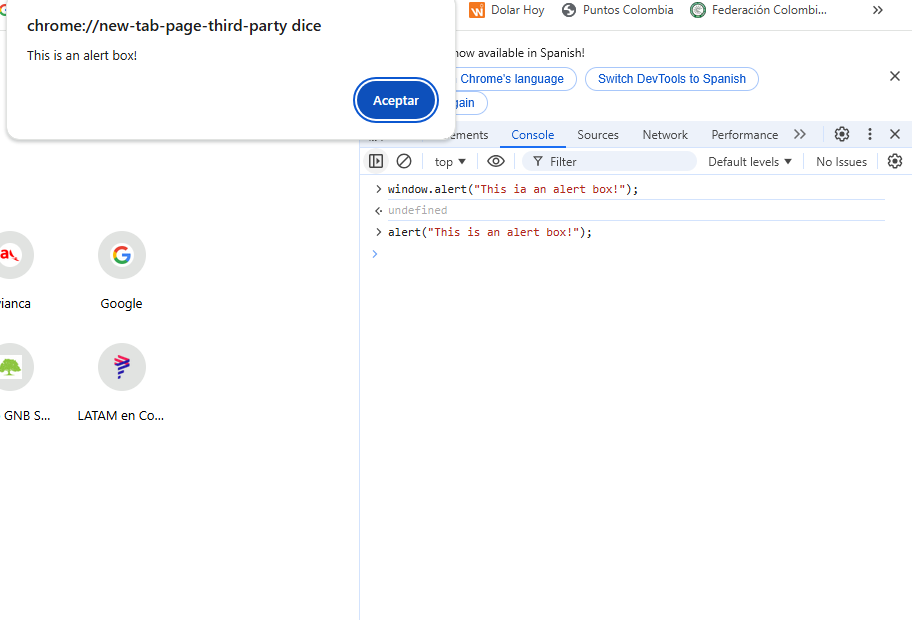 chrome://new-tab-page-third-party dice
This is an alert box!
Aceptar
Dolar Hoy
Puntos Colombia
Federación Colombi...
now available in Spanish!
Chrome's language
Switch DevTools to Spanish
gain
ements
Console
Sources
Network
Performance
top
Filter
Default levels
No Issues
window.alert("This ia an alert box!");
undefined
alert("This is an alert box!");
ianca
Google
GNB S...
LATAM en Co...